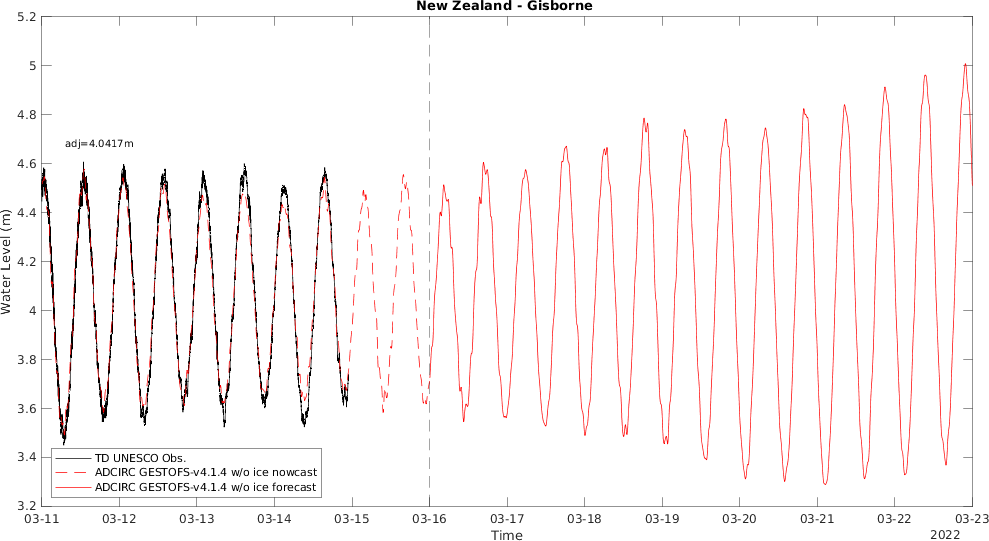 New Zealand - Gisborne
5.2
5
4.8
4.6
4.4
4.2
4
3.8
3.6
3.4
3.2
Water Level (m)
adj=4.0417m
TD UNESCO Obs.
ADCIRC GESTOFS-v4.1.4 w/o ice nowcast
ADCIRC GESTOFS-v4.1.4 w/o ice forecast
03-11 03-12 03-13 03-14 03-15 03-16 03-17 03-18 03-19 03-20 03-21 03-22 03-23
Time
2022